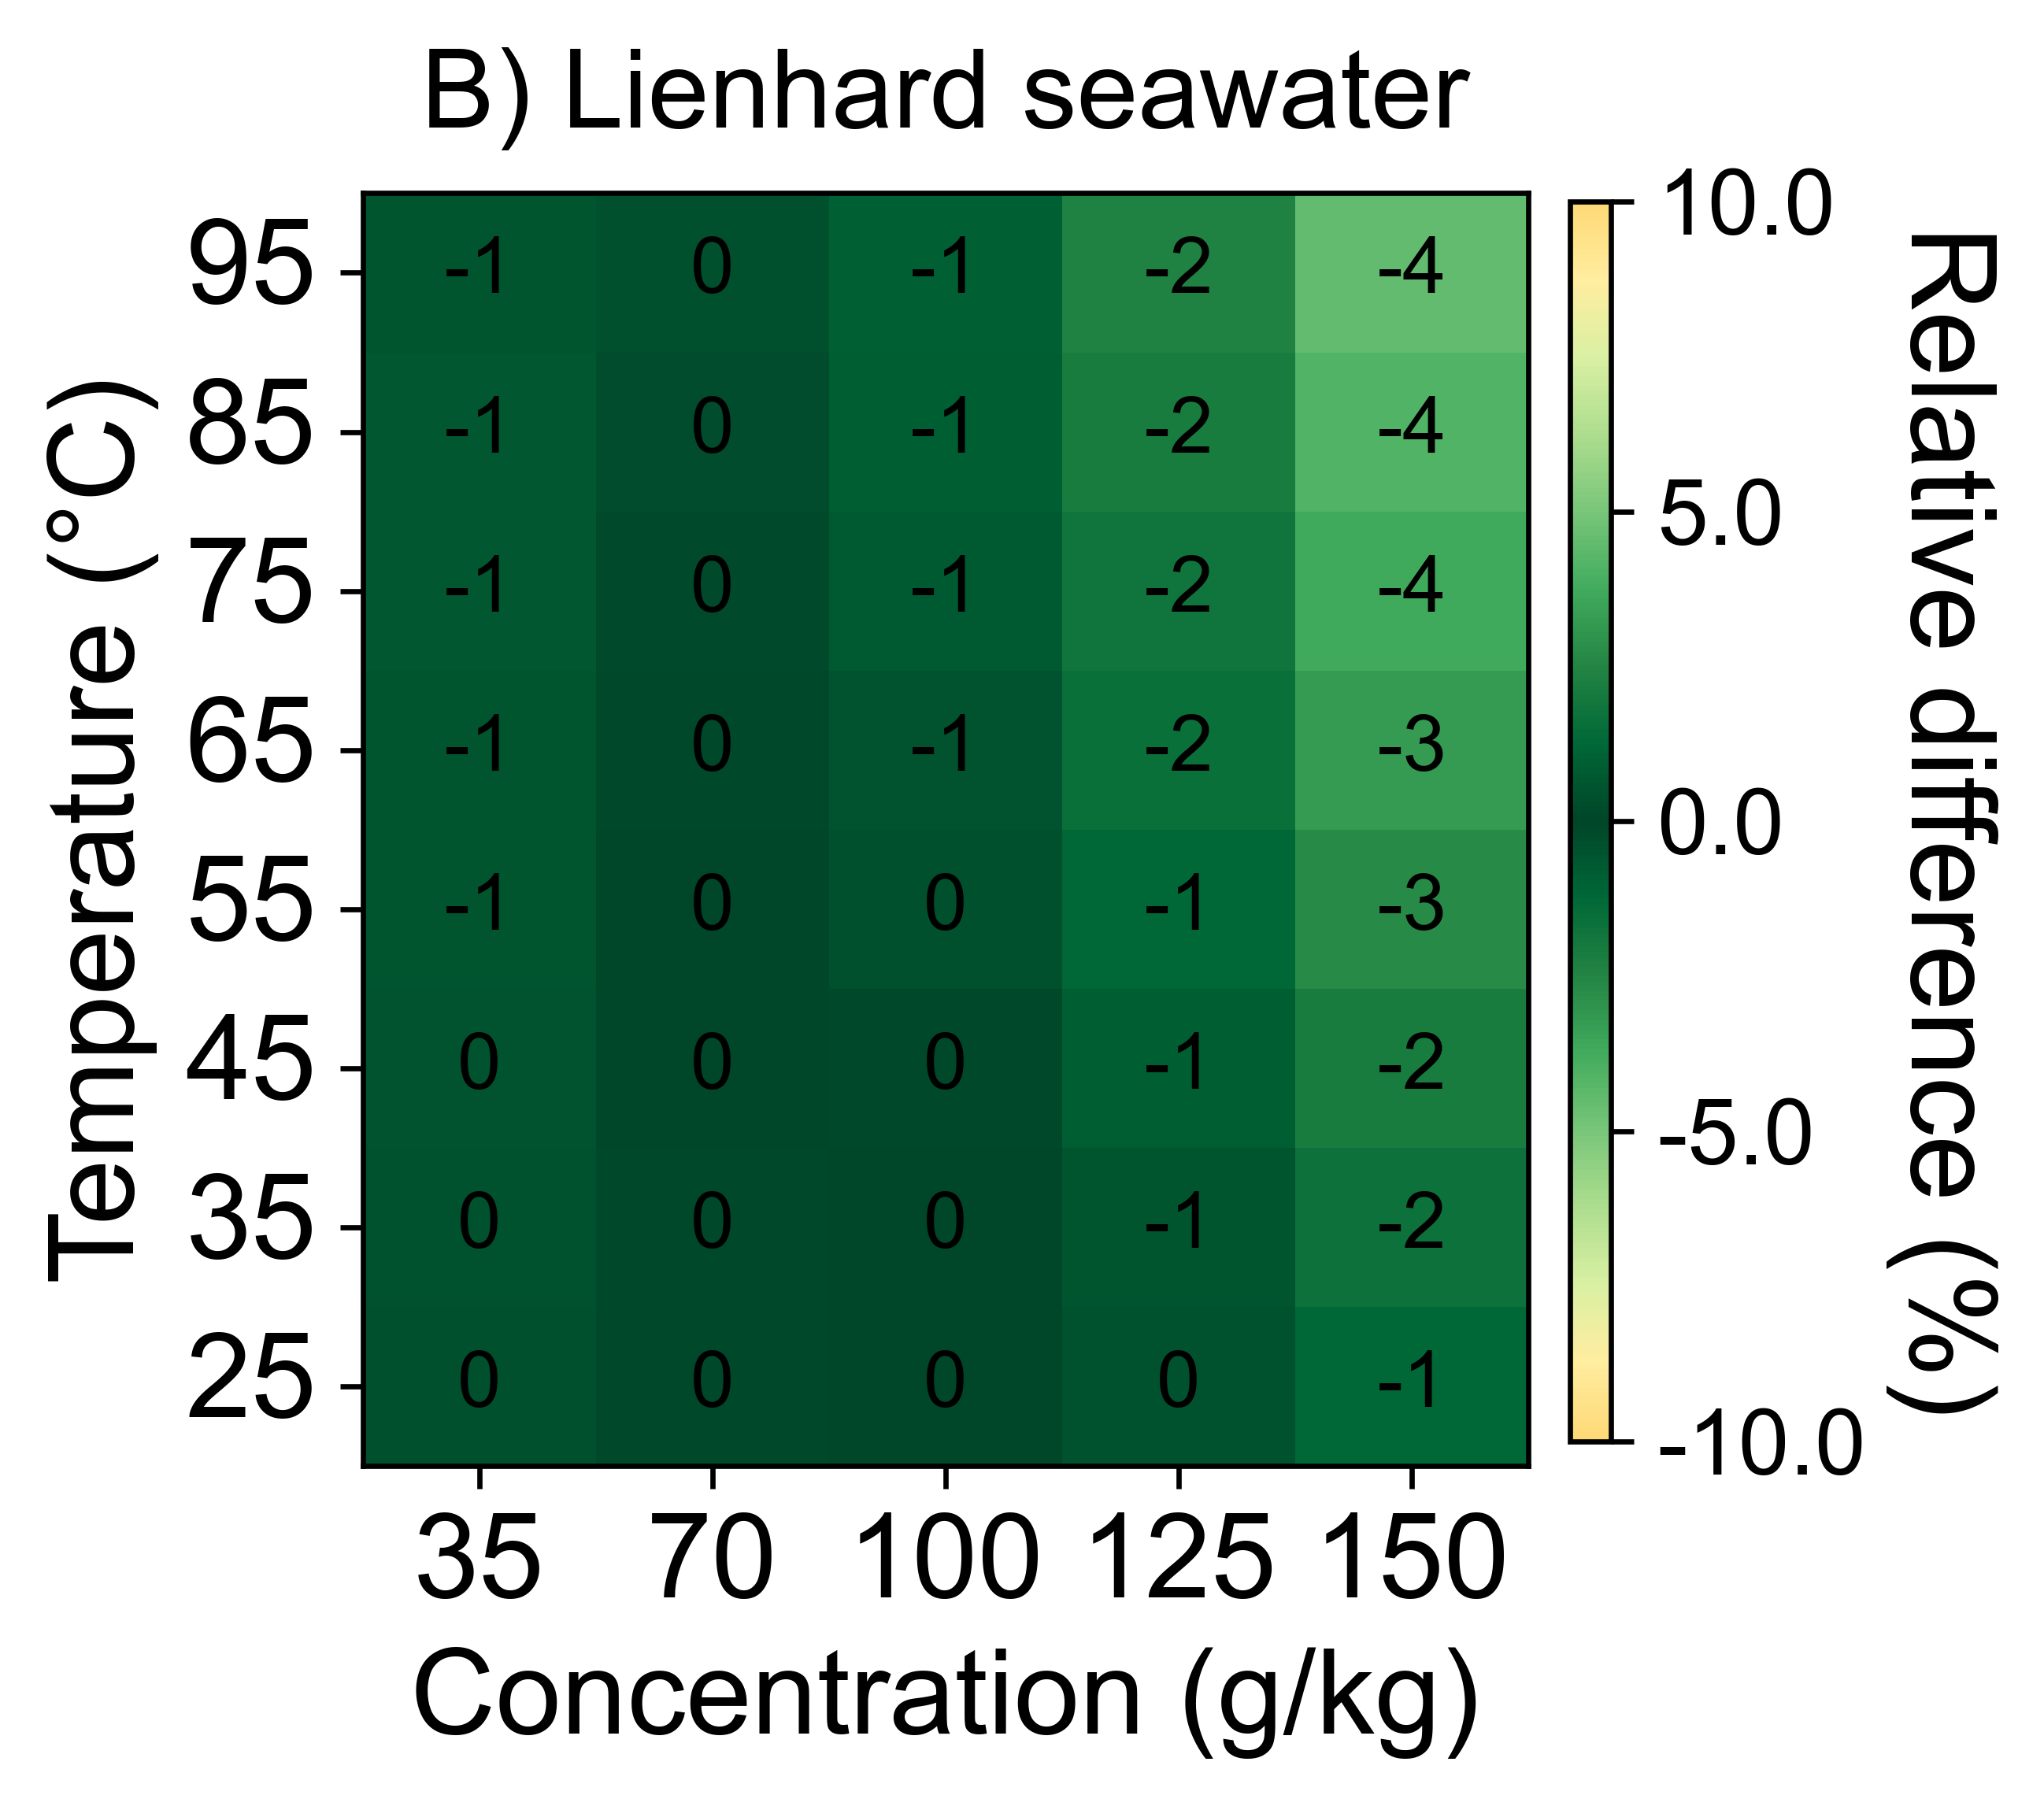 B) Lienhard seawater
95 -1 0 -1 -2 -4
85 -1 0 -1 -2 -4
75 -1 0 -1 -2 -4
65 -1 0 -1 -2 -3
55 -1 0 0 -1 -3
45 0 0 0 -1 -2
35 0 0 0 -1 -2
25 0 0 0 0 -1
35 70 100 125 150
Concentration (g/kg)
Temperature (°C)
10.0
5.0
0.0
-5.0
-10.0
Relative difference (%)